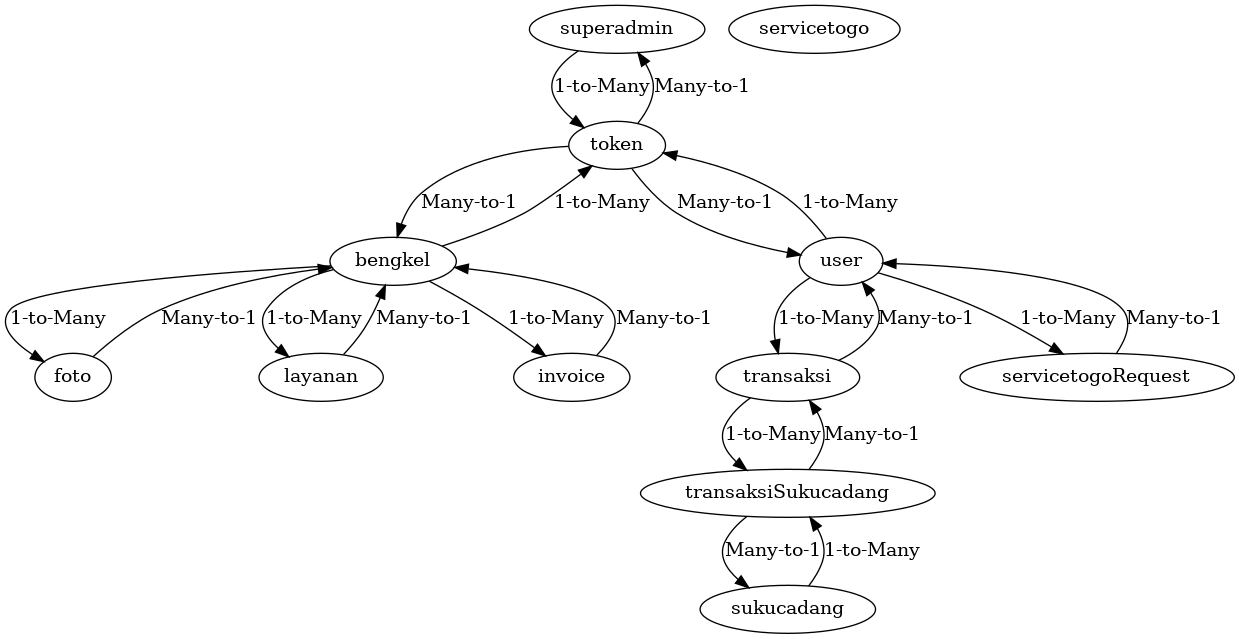 superadmin
servicetogo
1-to-Many
Many-to-1
token
Many-to-1
1-to-Many
Many-to-1
1-to-Many
bengkel
user
1-to-Many
Many-to-1
1-to-Many
Many-to-1
1-to-Many
Many-to-1
1-to-Many
Many-to-1
1-to-Many
Many-to-1
foto
layanan
invoice
transaksi
servicetogoRequest
1-to-Many
Many-to-1
transaksiSukucadang
Many-to-1
1-to-Many
sukucadang